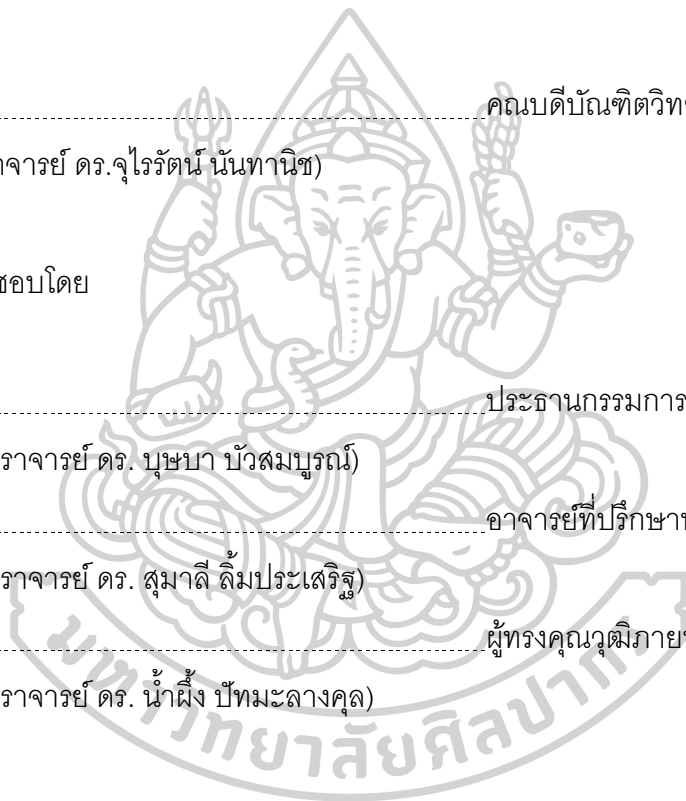 คณบดีบัณฑิตวิท
าจารย์ ดร.จุไรรัตน์ นันทานิช)
ชอบโดย
ประธานกรรมการ
ราจารย์ ดร. บุษบา บัวสมบูรณ์)
อาจารย์ที่ปรึกษา
ราจารย์ ดร. สุมาลี ลิ้มประเสริฐ)
ผู้ทรงคุณวุฒิภาย
ราจารย์ ดร. น้ำผึ้ง ปัทมะลางคุล)
มหาวิทยาลัยศิลปากร